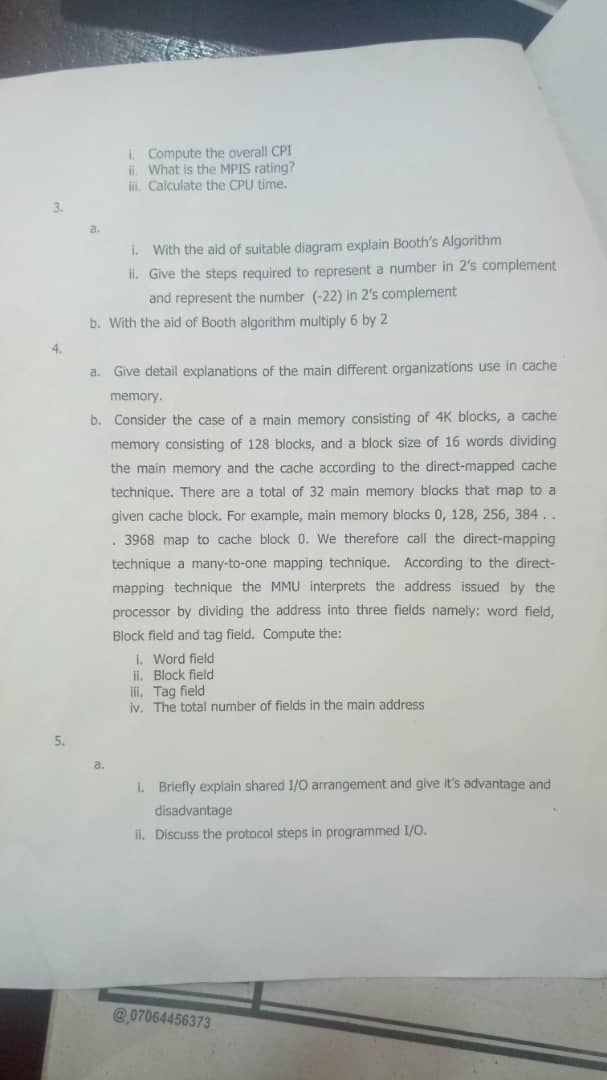 i. Compute the overall CPI
ii. What is the MPIS rating?
iii. Calculate the CPU time.
3.
a.
i. With the aid of suitable diagram explain Booth's Algorithm
ii. Give the steps required to represent a number in 2's complement
and represent the number (-22) in 2's complement
b. With the aid of Booth algorithm multiply 6 by 2
4.
a. Give detail explanations of the main different organizations use in cache
memory.
b. Consider the case of a main memory consisting of 4K blocks, a cache
memory consisting of 128 blocks, and a block size of 16 words dividing
the main memory and the cache according to the direct-mapped cache
technique. There are a total of 32 main memory blocks that map to a
given cache block. For example, main memory blocks 0, 128, 256, 384 . .
. 3968 map to cache block 0. We therefore call the direct-mapping
technique a many-to-one mapping technique. According to the direct-
mapping technique the MMU interprets the address issued by the
processor by dividing the address into three fields namely: word field,
Block field and tag field. Compute the:
i. Word field
ii. Block field
iii. Tag field
iv. The total number of fields in the main address
5.
a.
i. Briefly explain shared I/O arrangement and give it's advantage and
disadvantage
ii. Discuss the protocol steps in programmed I/O.
@,07064456373